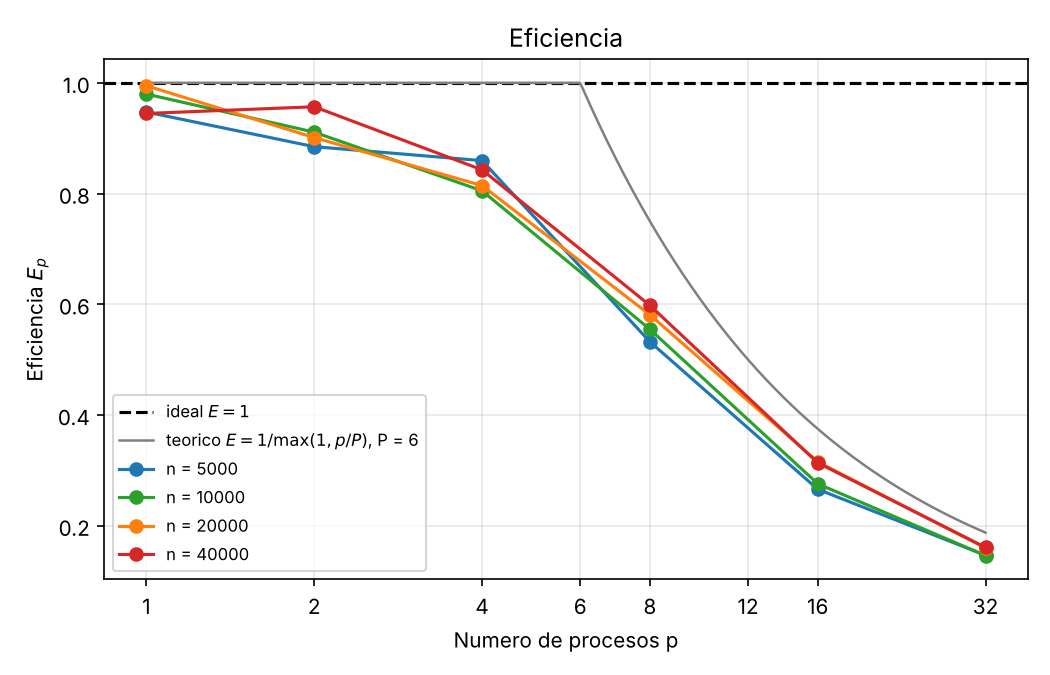 Eficiencia
Eficiencia $E_p$
1.0
0.8
0.6
0.4
0.2
ideal $E = 1$
teorico $E = 1/\max(1, p/P)$, P = 6
n = 5000
n = 10000
n = 20000
n = 40000
1 2 4 6 8 12 16 32
Numero de procesos p